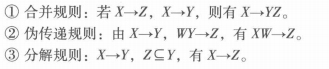 ① 合并规则：若 X→Z，X→Y，则有 X→YZ。
② 伪传递规则：由 X→Y，WY→Z，有 XW→Z。
③ 分解规则：X→Y，Z⊆Y，有 X→Z。